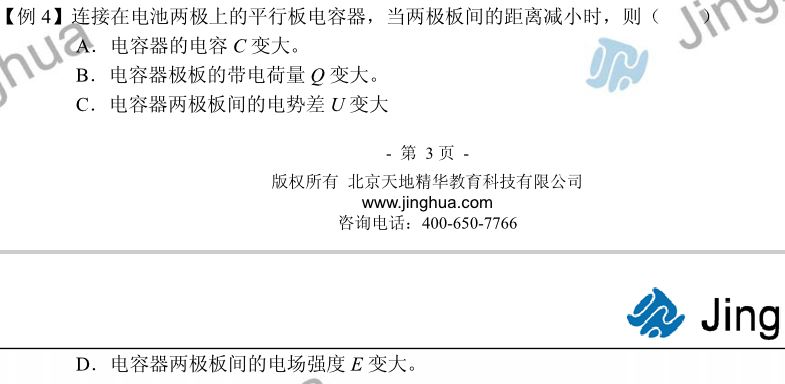 【例 4】连接在电池两极上的平行板电容器，当两极板间的距离减小时，则（　　）
A．电容器的电容 C 变大。
B．电容器极板的带电荷量 Q 变大。
C．电容器两极板间的电势差 U 变大
- 第 3 页 -
版权所有 北京天地精华教育科技有限公司
www.jinghua.com
咨询电话：400-650-7766
Jing
D．电容器两极板间的电场强度 E 变大。
nghua
Jing